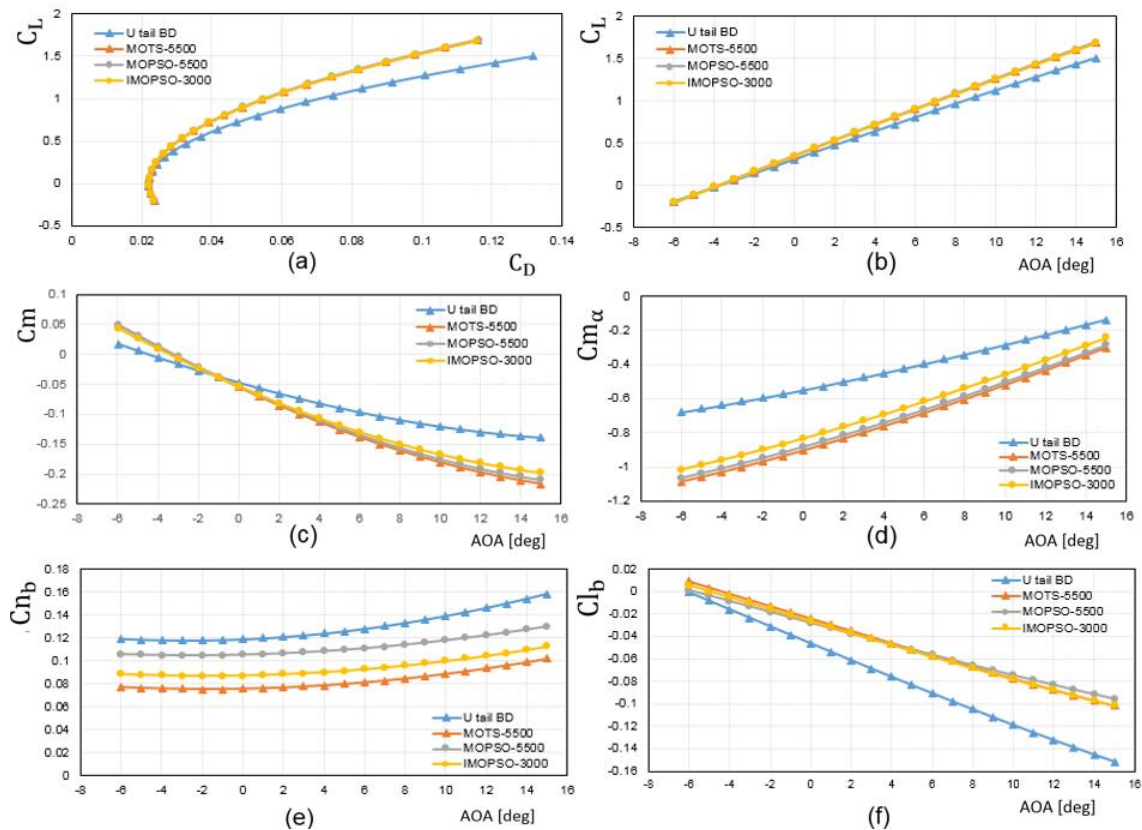 C_L
2
1.5
1
0.5
0
-0.5
U tail BD
MOTS-5500
MOPSO-5500
IMOPSO-3000
0 0.02 0.04 0.06 0.08 0.1 0.12 0.14
(a)
C_D
C_L
2
1.5
1
0.5
0
-0.5
U tail BD
MOTS-5500
MOPSO-5500
IMOPSO-3000
-8 -6 -4 -2 0 2 4 6 8 10 12 14 16
(b)
AOA [deg]
Cm
0.1
0.05
0
-0.05
-0.1
-0.15
-0.2
-0.25
U tail BD
MOTS-5500
MOPSO-5500
IMOPSO-3000
-8 -6 -4 -2 0 2 4 6 8 10 12 14 16
(c)
AOA [deg]
Cm_α
0
-0.2
-0.4
-0.6
-0.8
-1
-1.2
U tail BD
MOTS-5500
MOPSO-5500
IMOPSO-3000
-8 -6 -4 -2 0 2 4 6 8 10 12 14 16
(d)
AOA [deg]
Cn_b
0.18
0.16
0.14
0.12
0.1
0.08
0.06
0.04
0.02
0
U tail BD
MOTS-5500
MOPSO-5500
IMOPSO-3000
-8 -6 -4 -2 0 2 4 6 8 10 12 14 16
(e)
AOA [deg]
Cl_b
0.02
0
-0.02
-0.04
-0.06
-0.08
-0.1
-0.12
-0.14
-0.16
U tail BD
MOTS-5500
MOPSO-5500
IMOPSO-3000
-8 -6 -4 -2 0 2 4 6 8 10 12 14 16
(f)
AOA [deg]